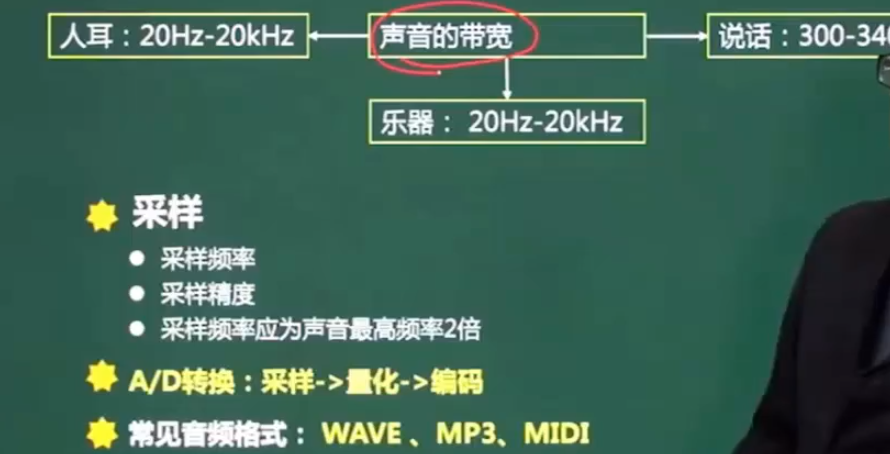 人耳：20Hz-20kHz
声音的带宽
说话：300-340
乐器： 20Hz-20kHz
采样
采样频率
采样精度
采样频率应为声音最高频率2倍
A/D转换：采样->量化->编码
常见音频格式： WAVE 、MP3、MIDI